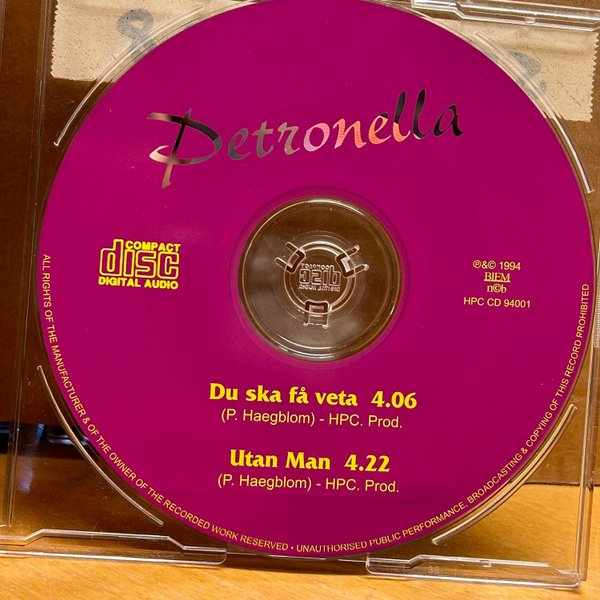 Petronella
COMPACT
disc
DIGITAL AUDIO
℗&© 1994
BIEM
n©b
HPC CD 94001
Du ska få veta 4.06
(P. Haegblom) - HPC. Prod.
Utan Man 4.22
(P. Haegblom) - HPC. Prod.
ALL RIGHTS OF THE MANUFACTURER & OF THE OWNER OF THE RECORDED WORK RESERVED • UNAUTHORISED PUBLIC PERFORMANCE, BROADCASTING & COPYING OF THIS RECORD PROHIBITED